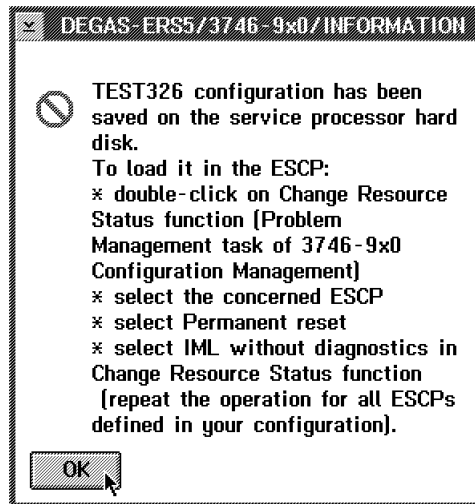 DEGAS-ERS5/3746-9x0/INFORMATION
TEST326 configuration has been
saved on the service processor hard
disk.
To load it in the ESCP:
* double-click on Change Resource
Status function (Problem
Management task of 3746-9x0
Configuration Management)
* select the concerned ESCP
* select Permanent reset
* select IML without diagnostics in
Change Resource Status function
(repeat the operation for all ESCPs
defined in your configuration).
OK